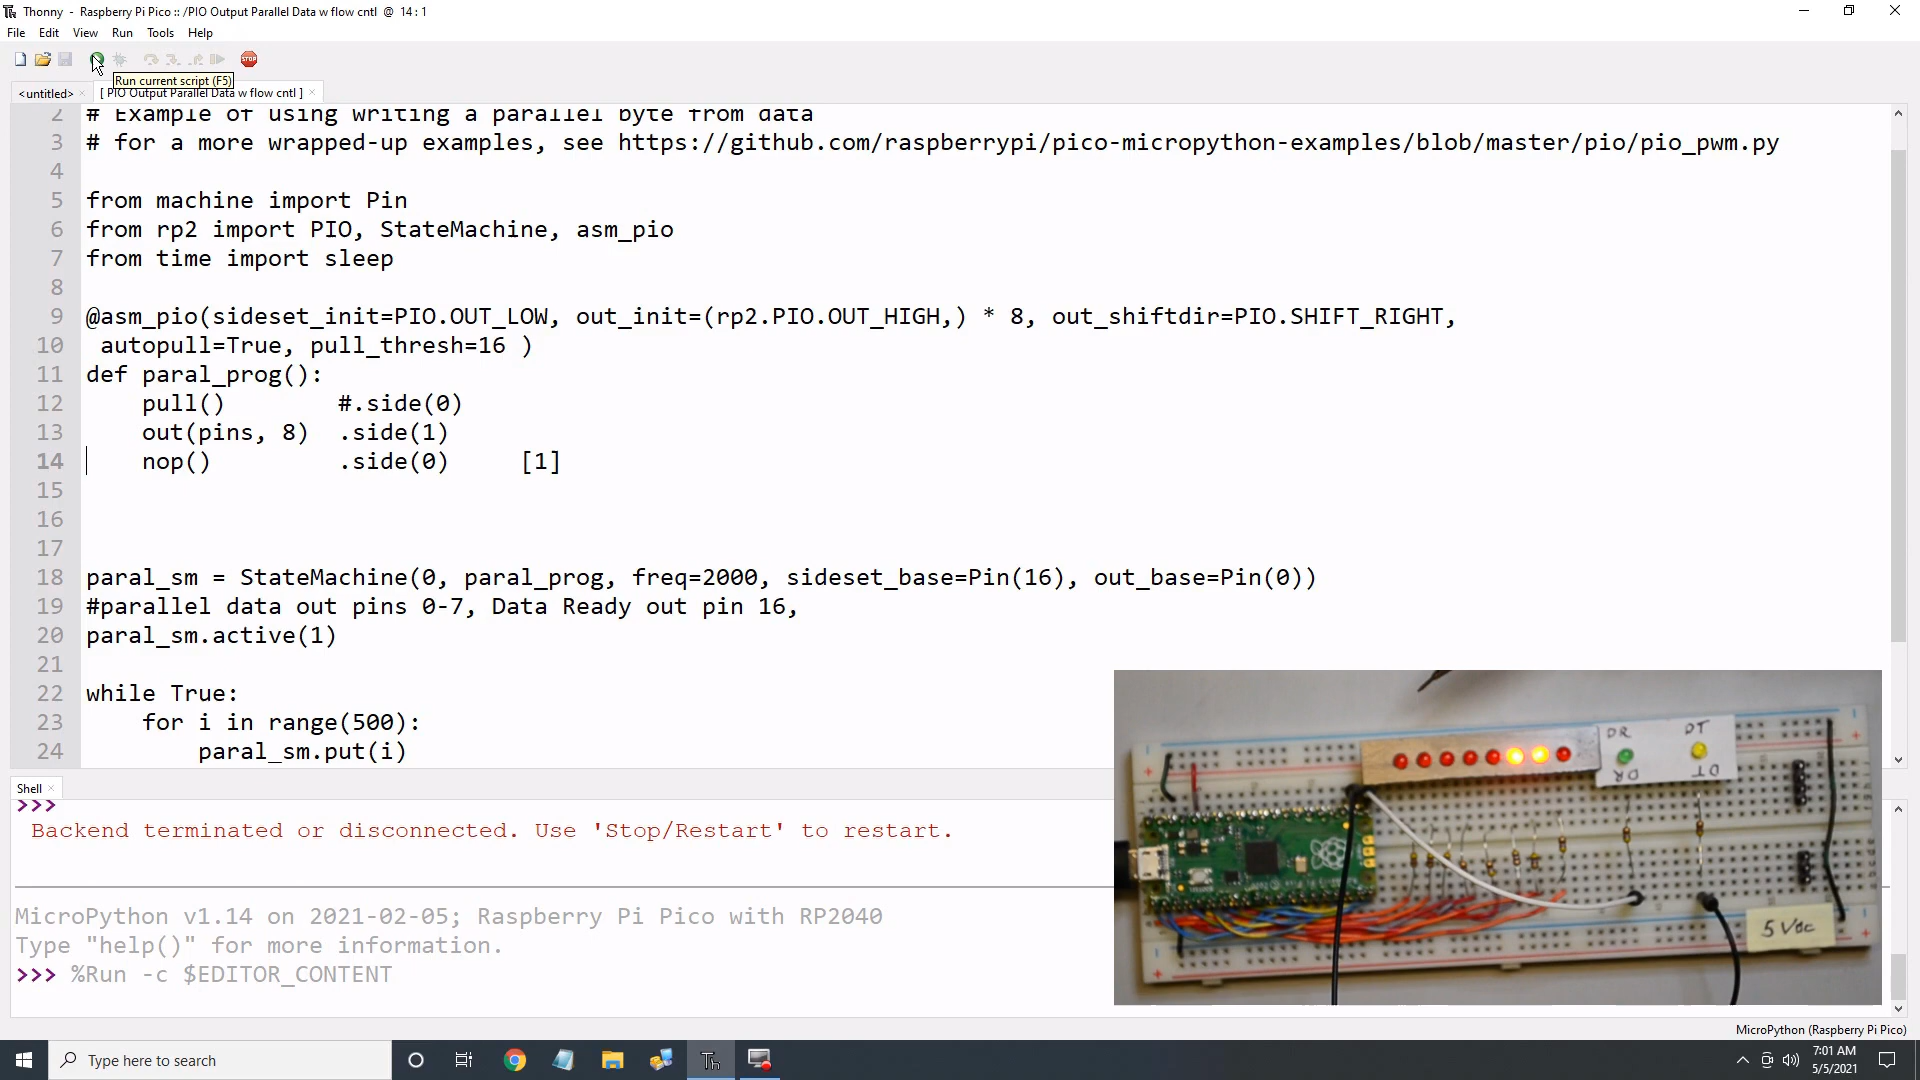 Thonny - Raspberry Pi Pico :: /PIO Output Parallel Data w flow cntl @ 14 : 1
File Edit View Run Tools Help
STOP
Run current script (F5)
<untitled> × [ PIO Output Parallel Data w flow cntl ] ×
2 # Example of using writing a parallel byte from data
3 # for a more wrapped-up examples, see https://github.com/raspberrypi/pico-micropython-examples/blob/master/pio/pio_pwm.py
4
5 from machine import Pin
6 from rp2 import PIO, StateMachine, asm_pio
7 from time import sleep
8
9 @asm_pio(sideset_init=PIO.OUT_LOW, out_init=(rp2.PIO.OUT_HIGH,) * 8, out_shiftdir=PIO.SHIFT_RIGHT,
10 autopull=True, pull_thresh=16 )
11 def paral_prog():
12 pull() #.side(0)
13 out(pins, 8) .side(1)
14 nop() .side(0) [1]
15
16
17
18 paral_sm = StateMachine(0, paral_prog, freq=2000, sideset_base=Pin(16), out_base=Pin(0))
19 #parallel data out pins 0-7, Data Ready out pin 16,
20 paral_sm.active(1)
21
22 while True:
23 for i in range(500):
24 paral_sm.put(i)
Shell ×
>>>
Backend terminated or disconnected. Use 'Stop/Restart' to restart.
MicroPython v1.14 on 2021-02-05; Raspberry Pi Pico with RP2040
Type "help()" for more information.
>>> %Run -c $EDITOR_CONTENT
DR DT
DR DT
5 VDC
MicroPython (Raspberry Pi Pico)
Type here to search
Th
7:01 AM
5/5/2021